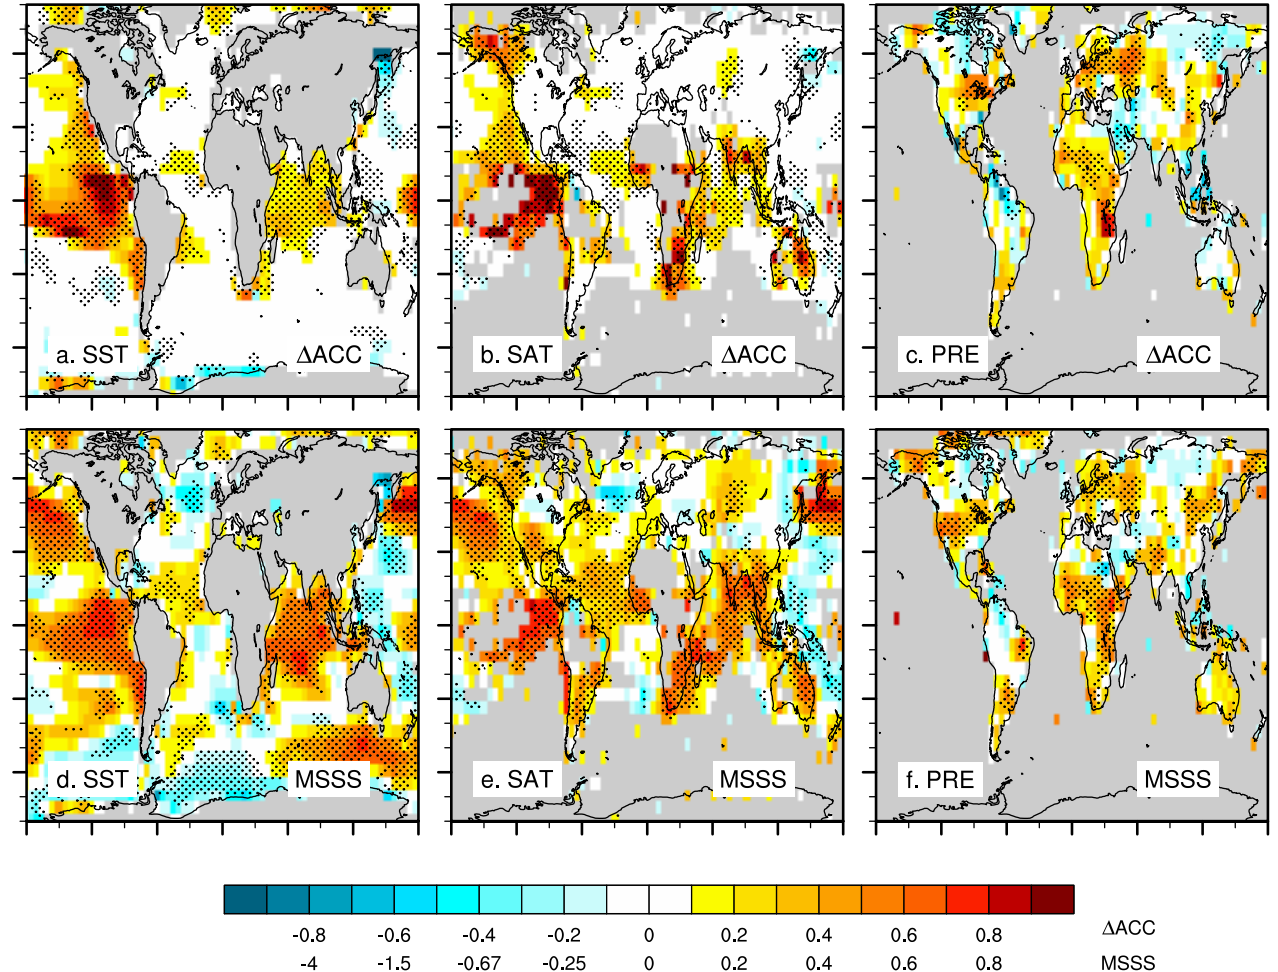 a. SST ΔACC
b. SAT ΔACC
c. PRE ΔACC
d. SST MSSS
e. SAT MSSS
f. PRE MSSS
-0.8 -0.6 -0.4 -0.2 0 0.2 0.4 0.6 0.8 ΔACC
-4 -1.5 -0.67 -0.25 0 0.2 0.4 0.6 0.8 MSSS